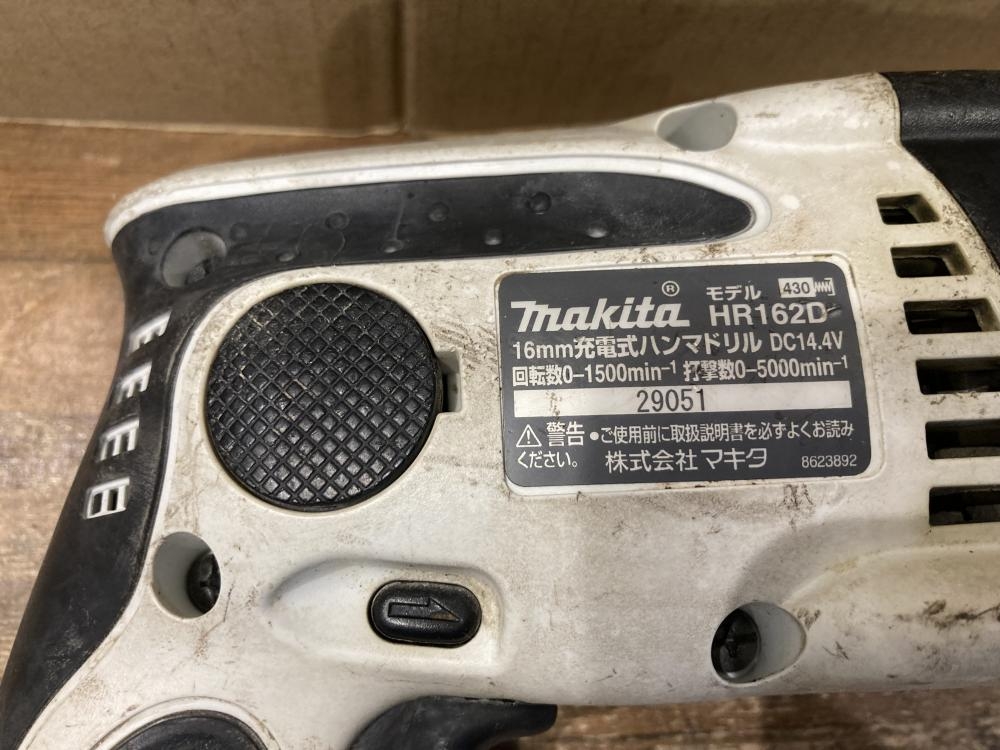 makita® モデル 430
HR162D
16mm充電式ハンマドリル DC14.4V
回転数0-1500min-1 打撃数0-5000min-1
29051
警告 ●ご使用前に取扱説明書を必ずよくお読み
ください。 株式会社マキタ 8623892